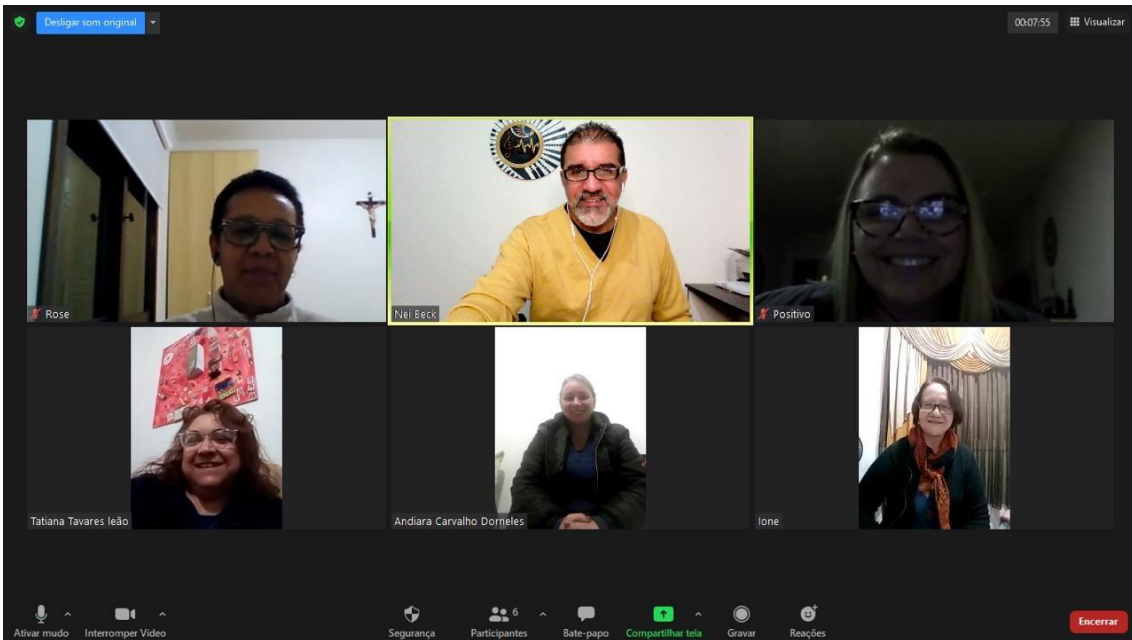 Desligar som original
00:07:55
Visualizar
Rose
Nei Beck
Positivo
Tatiana Tavares leão
Andiara Carvalho Dorneles
Ione
Ativar mudo
Interromper Vídeo
Segurança
6
Participantes
Bate-papo
Compartilhar tela
Gravar
Reações
Encerrar